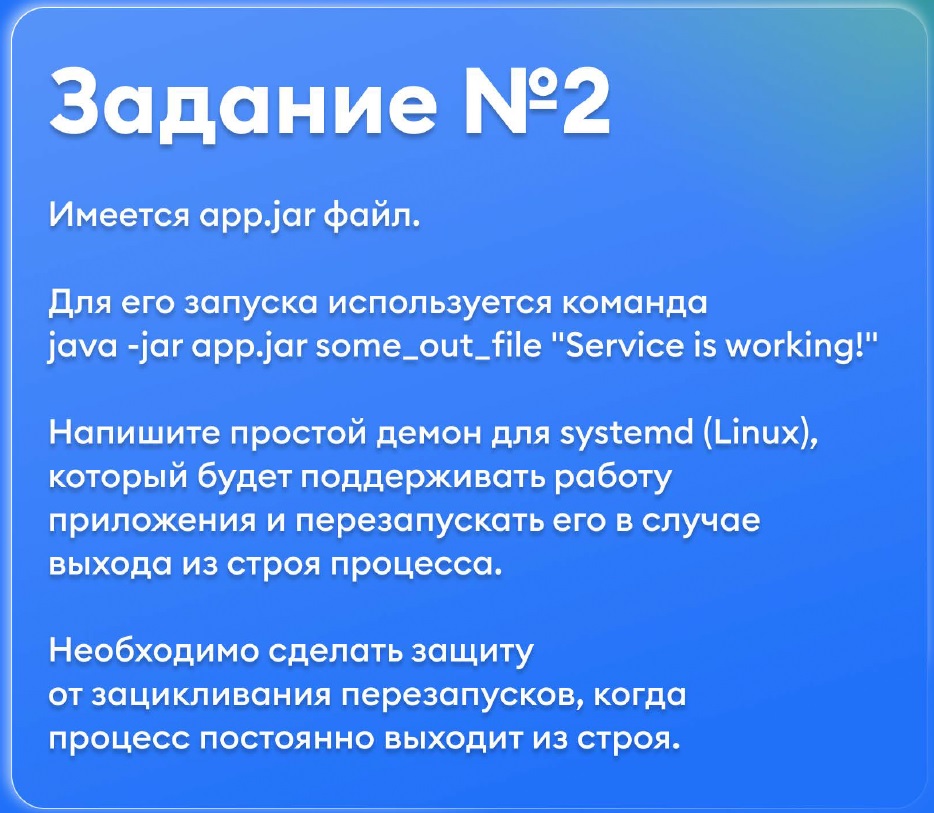 Задание №2
Имеется app.jar файл.
Для его запуска используется команда
java -jar app.jar some_out_file "Service is working!"
Напишите простой демон для systemd (Linux),
который будет поддерживать работу
приложения и перезапускать его в случае
выхода из строя процесса.
Необходимо сделать защиту
от зацикливания перезапусков, когда
процесс постоянно выходит из строя.